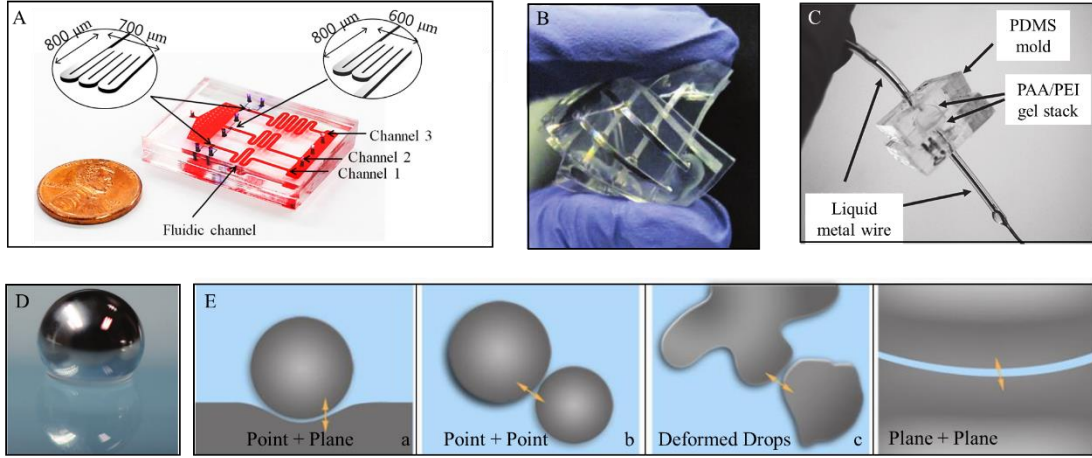 A
800 μm
700 μm
800 μm
600 μm
Channel 3
Channel 2
Channel 1
Fluidic channel
B
C
PDMS
mold
PAA/PEI
gel stack
Liquid
metal wire
D
E
Point + Plane
a
Point + Point
b
Deformed Drops
c
Plane + Plane